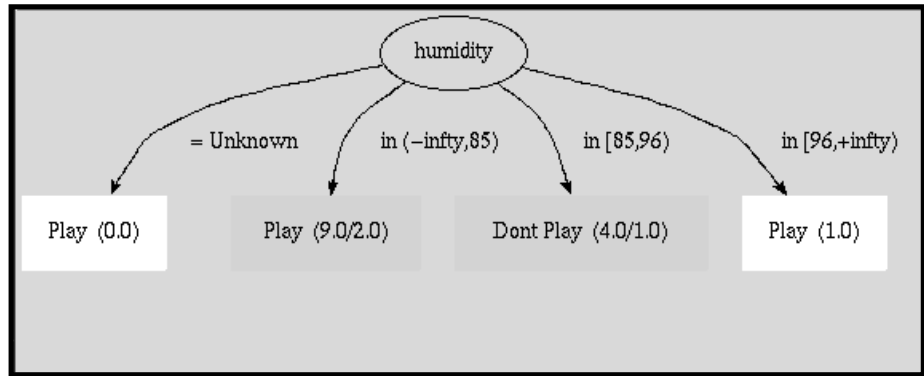 humidity
= Unknown
in (-infty,85)
in [85,96)
in [96,+infty)
Play (0.0)
Play (9.0/2.0)
Dont Play (4.0/1.0)
Play (1.0)